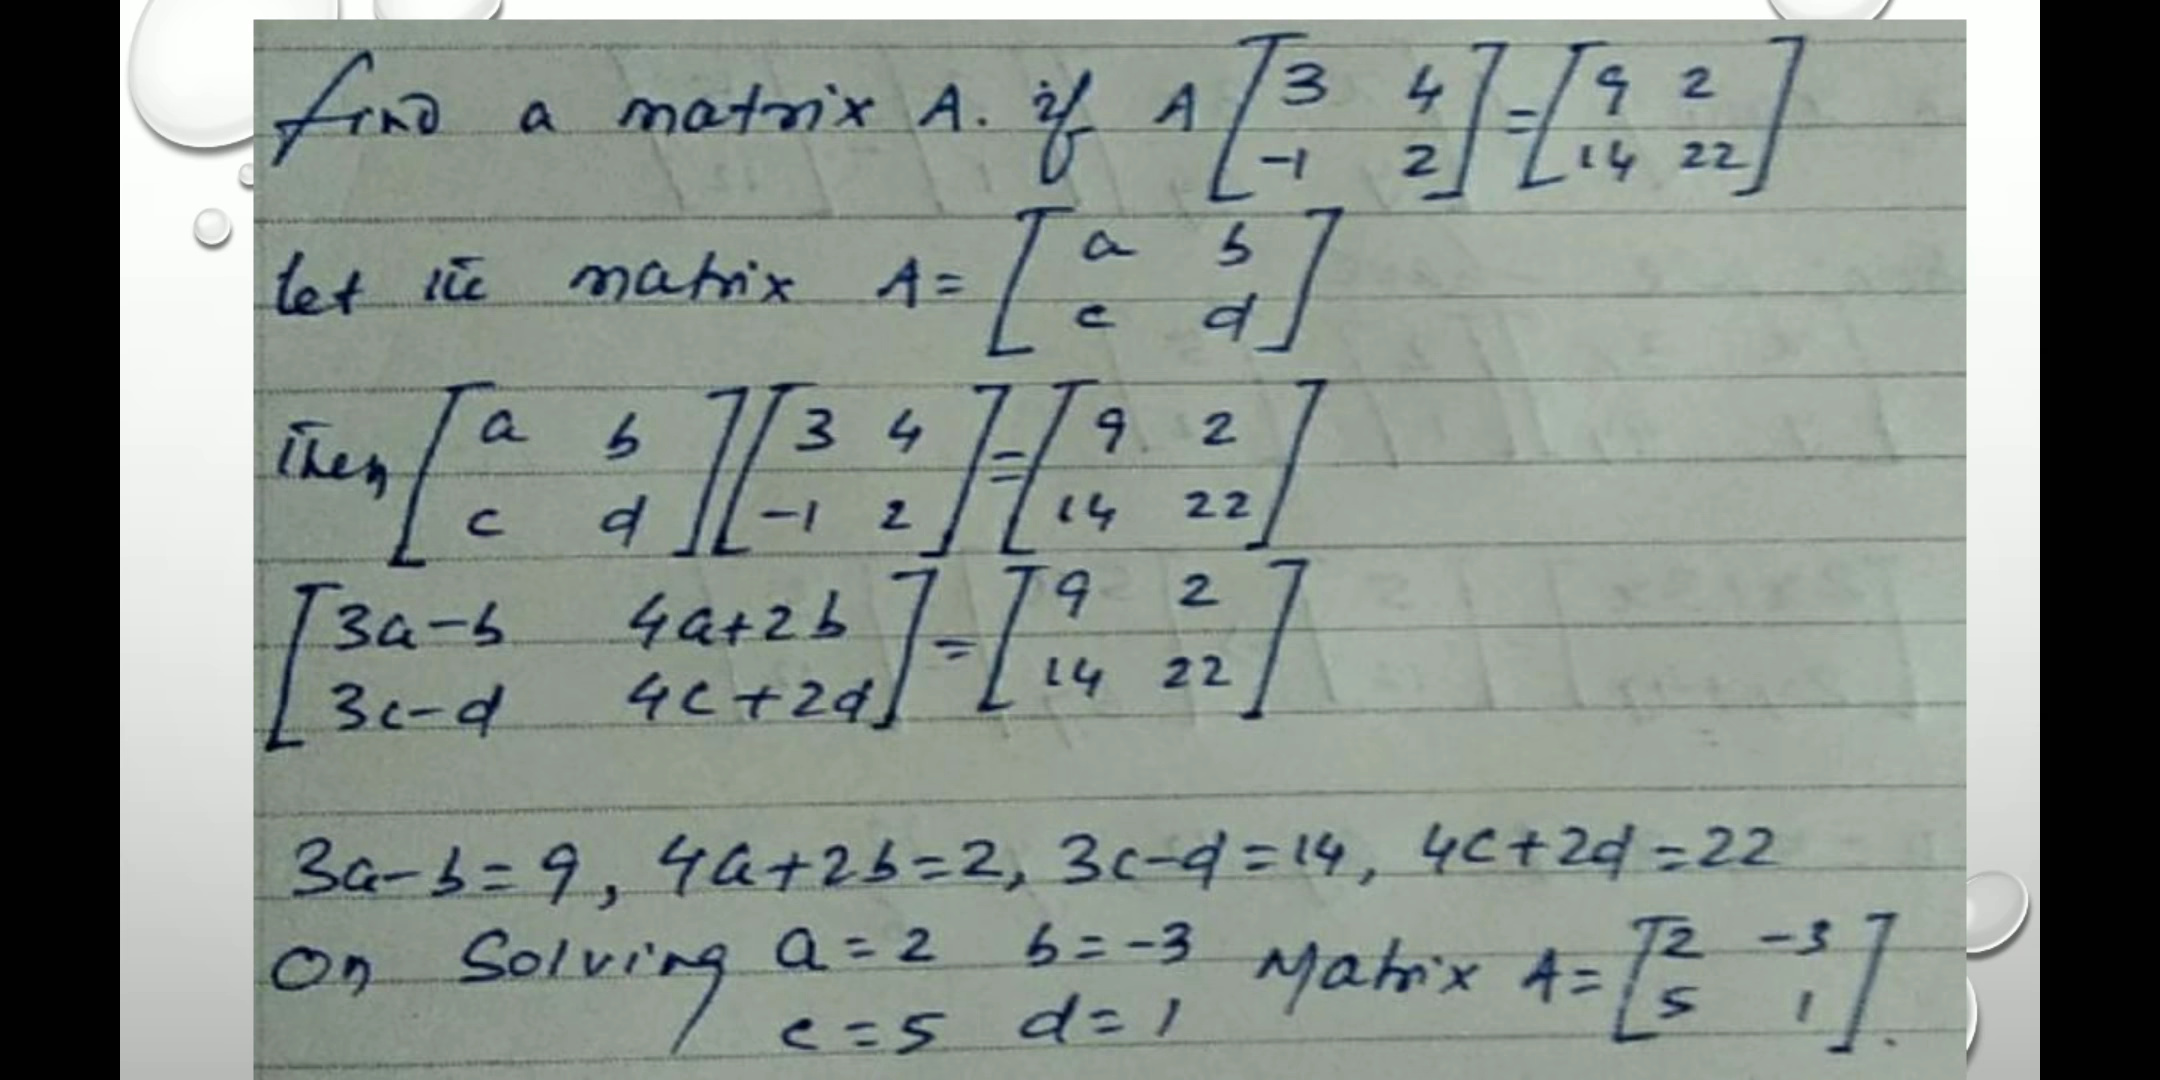 find a matrix A. if A [3 4 -1 2] = [9 2 14 22]
let the matrix A= [a b c d]
Then [a b c d] [3 4 -1 2] = [9 2 14 22]
[3a-b 4a+2b 3c-d 4c+2d] = [9 2 14 22]
3a-b=9, 4a+2b=2, 3c-d=14, 4c+2d=22
On Solving a=2 b=-3 c=5 d=1 Matrix A= [2 -3 5 1].